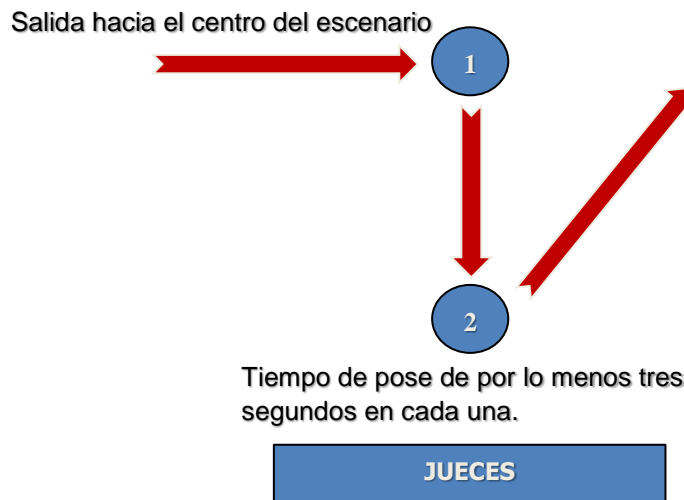 Salida hacia el centro del escenario
1
2
Tiempo de pose de por lo menos tres
segundos en cada una.
JUECES